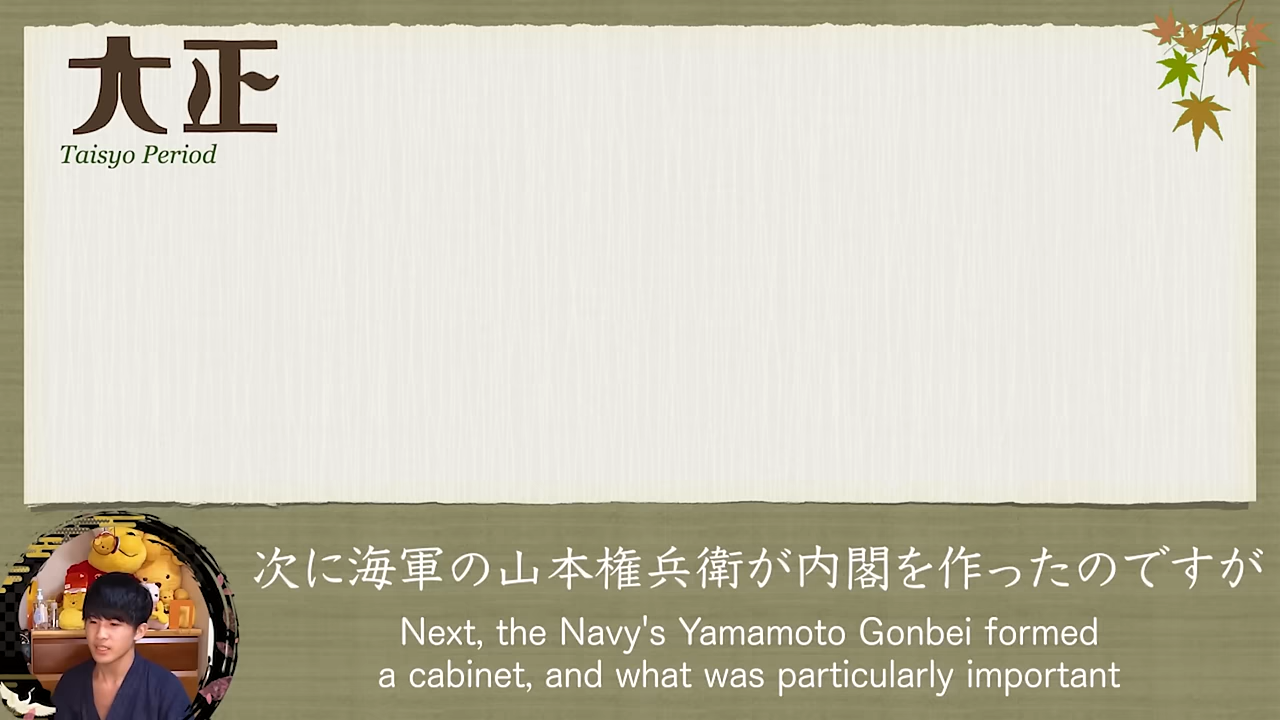 大正
Taisyo Period
次に海軍の山本権兵衛が内閣を作ったのですが
Next, the Navy's Yamamoto Gonbei formed
a cabinet, and what was particularly important